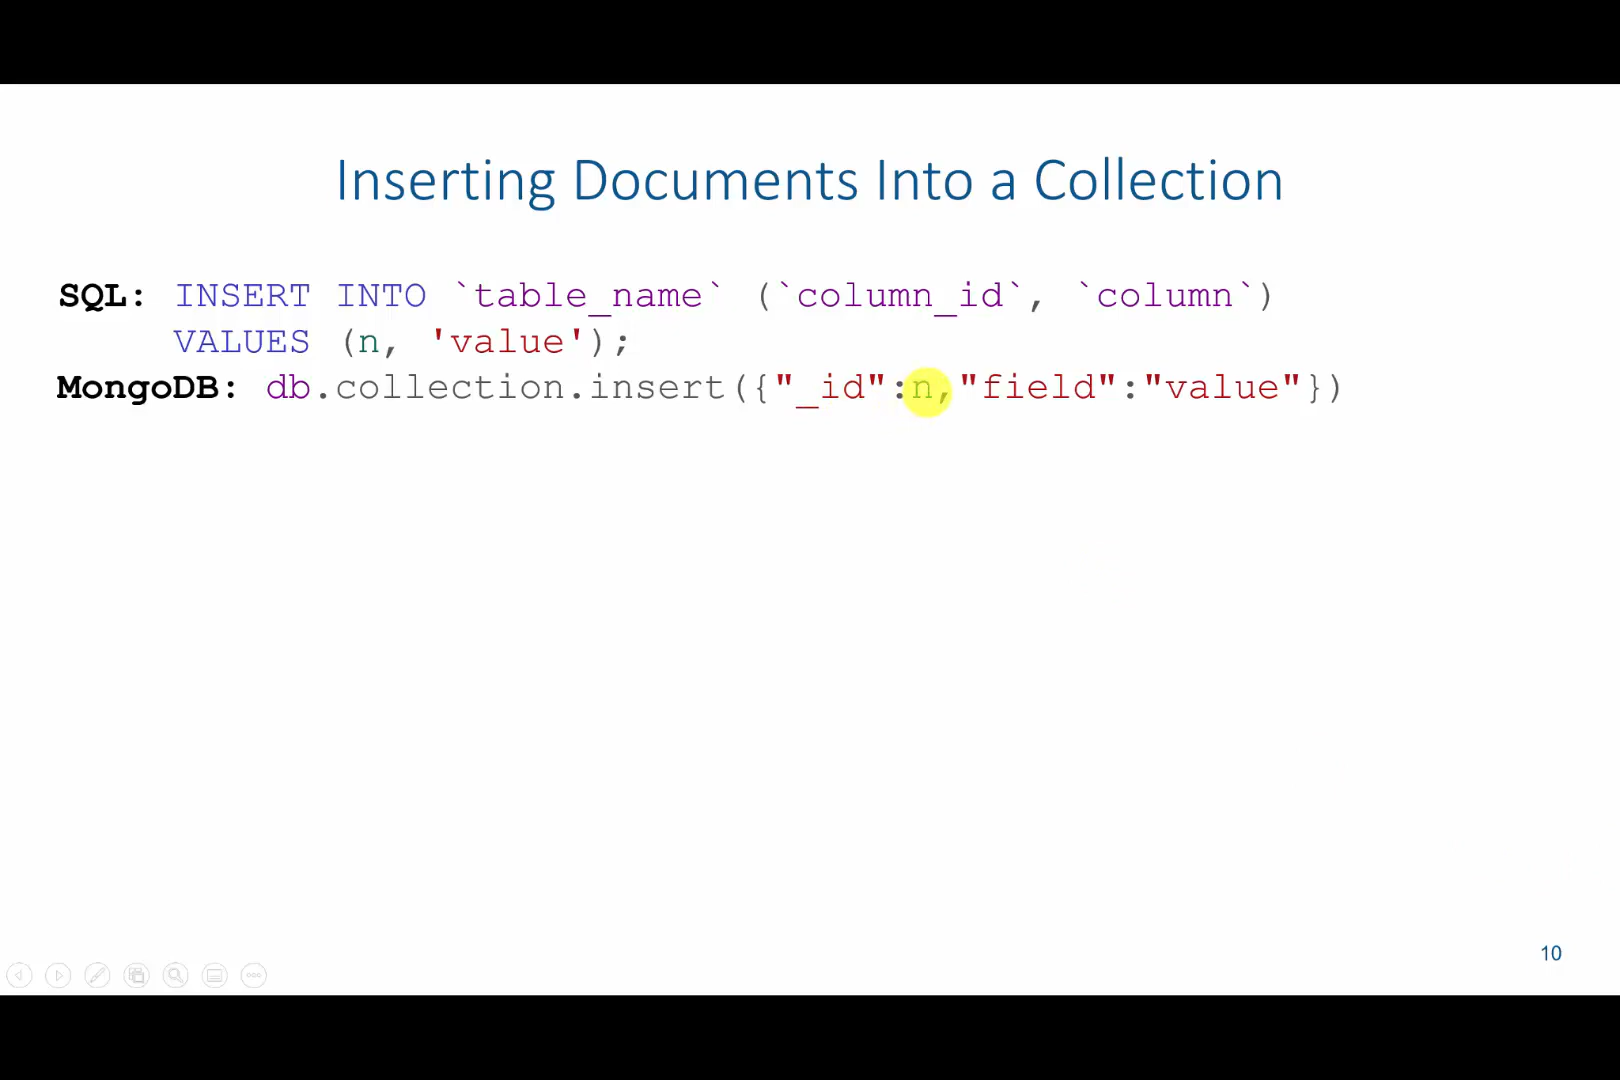 Inserting Documents Into a Collection
SQL: INSERT INTO `table_name` (`column_id`, `column`)
VALUES (n, 'value');
MongoDB: db.collection.insert({"_id":n,"field":"value"})
10